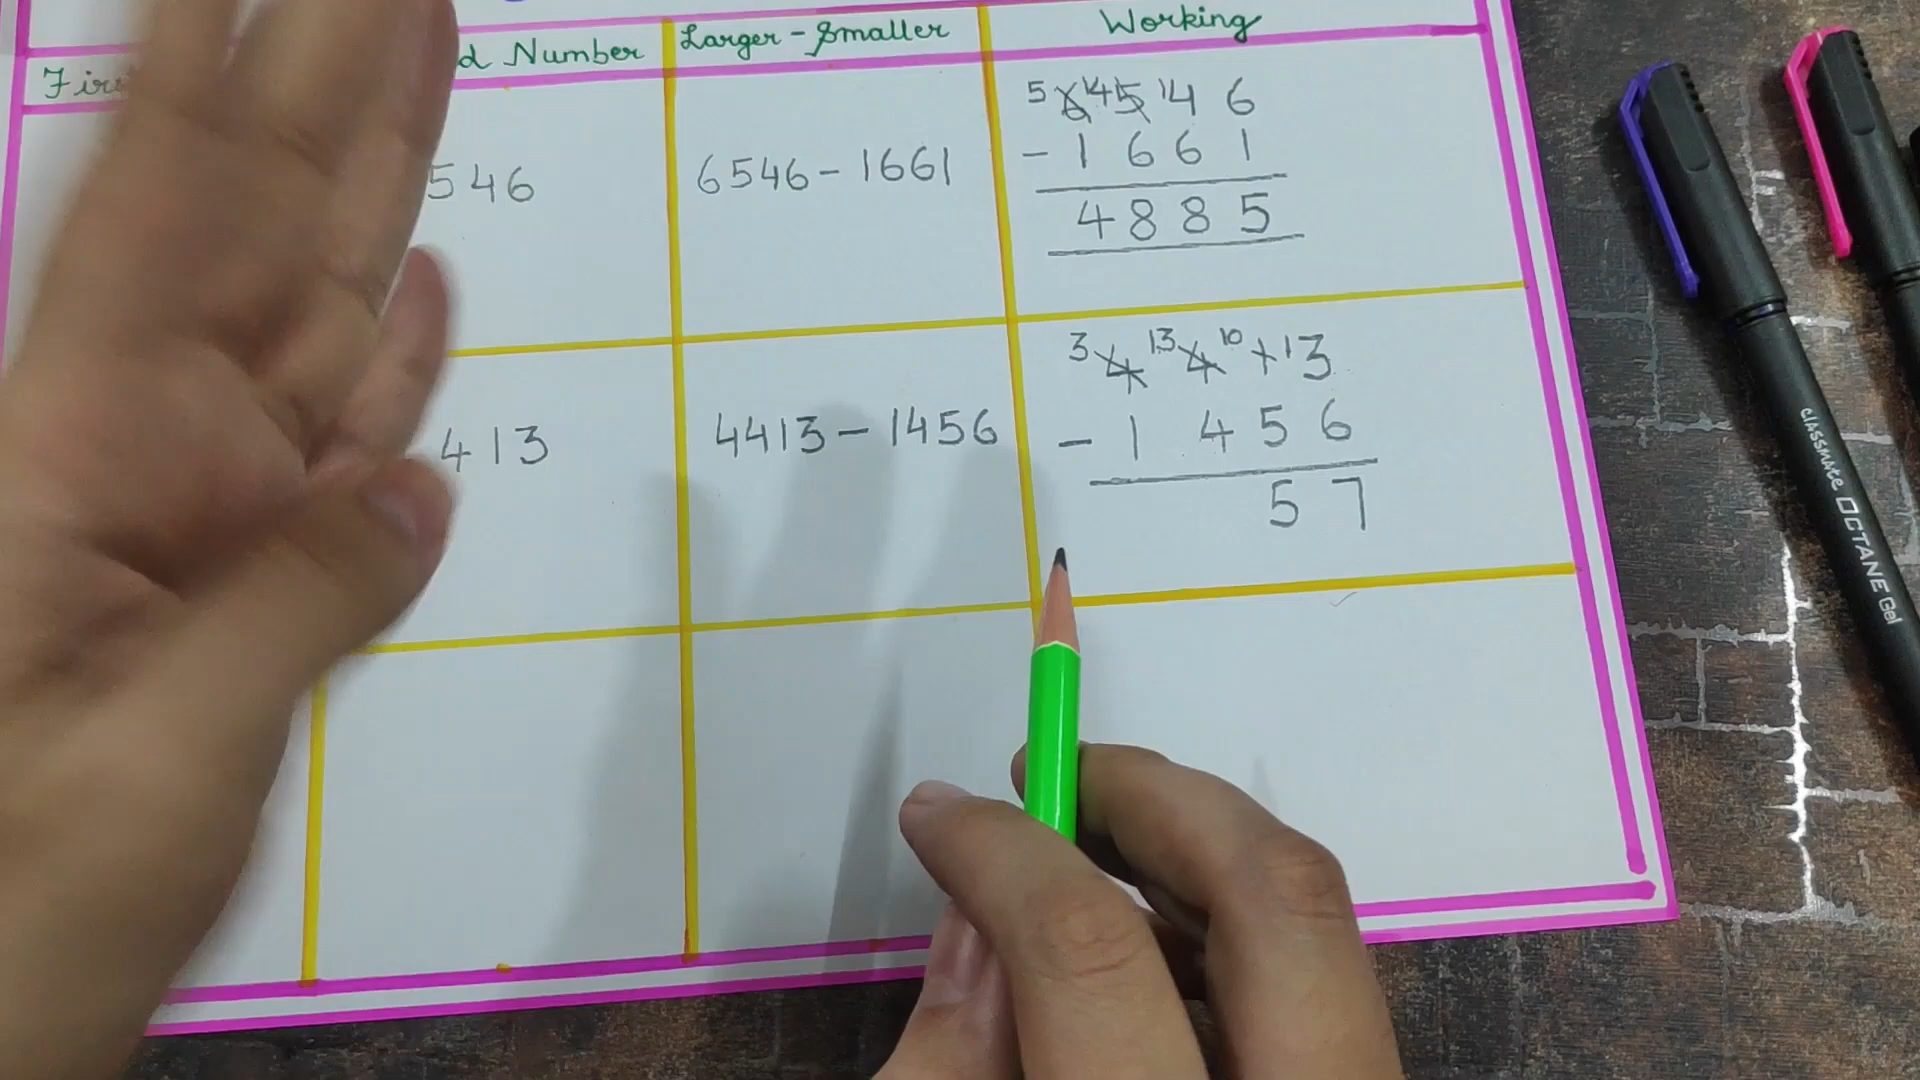 Number Larger - Smaller Working
5 6 14 5 14 6
546 6546 - 1661 - 1 6 6 1
4 8 8 5
3 4 13 4 10 1 13
413 4413 - 1456 - 1 4 5 6
5 7
classmate OCTANE Gel